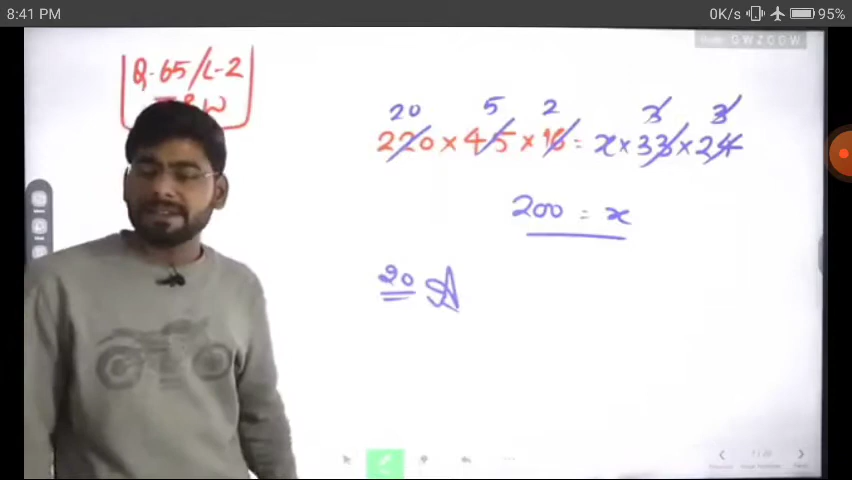 8:41 PM 0K/s 95%
Q-65/L-2
20 5 2 3 3
220 × 45 × 16 = x × 33 × 24
200 = x
20 A